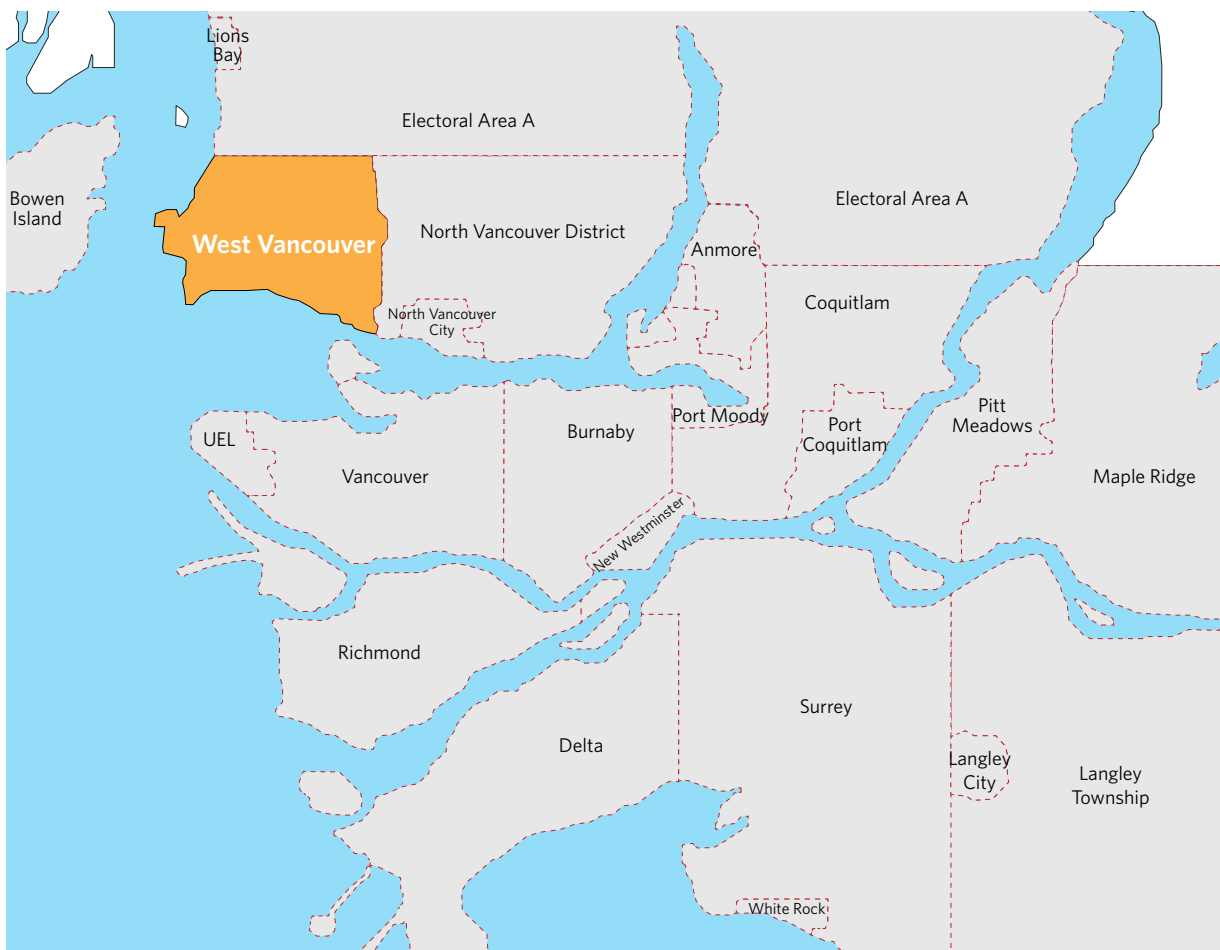 Lions
Bay
Electoral Area A
Bowen
Island
Electoral Area A
West Vancouver
North Vancouver District
Anmore
North Vancouver
City
Coquitlam
UEL
Vancouver
Burnaby
Port Moody
Port
Coquitlam
Pitt
Meadows
Maple Ridge
New Westminster
Richmond
Surrey
Delta
Langley
City
Langley
Township
White Rock